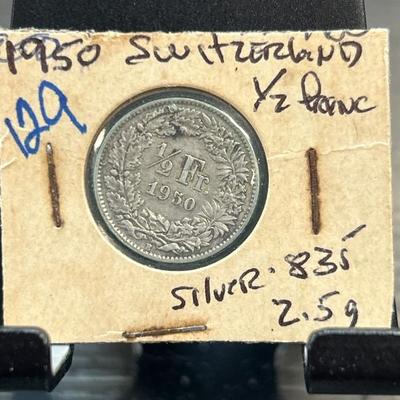 1950 SWITZERLAND
1/2 FRANC
129
1/2 Fr.
1950
B
SILVER .835
2.5g